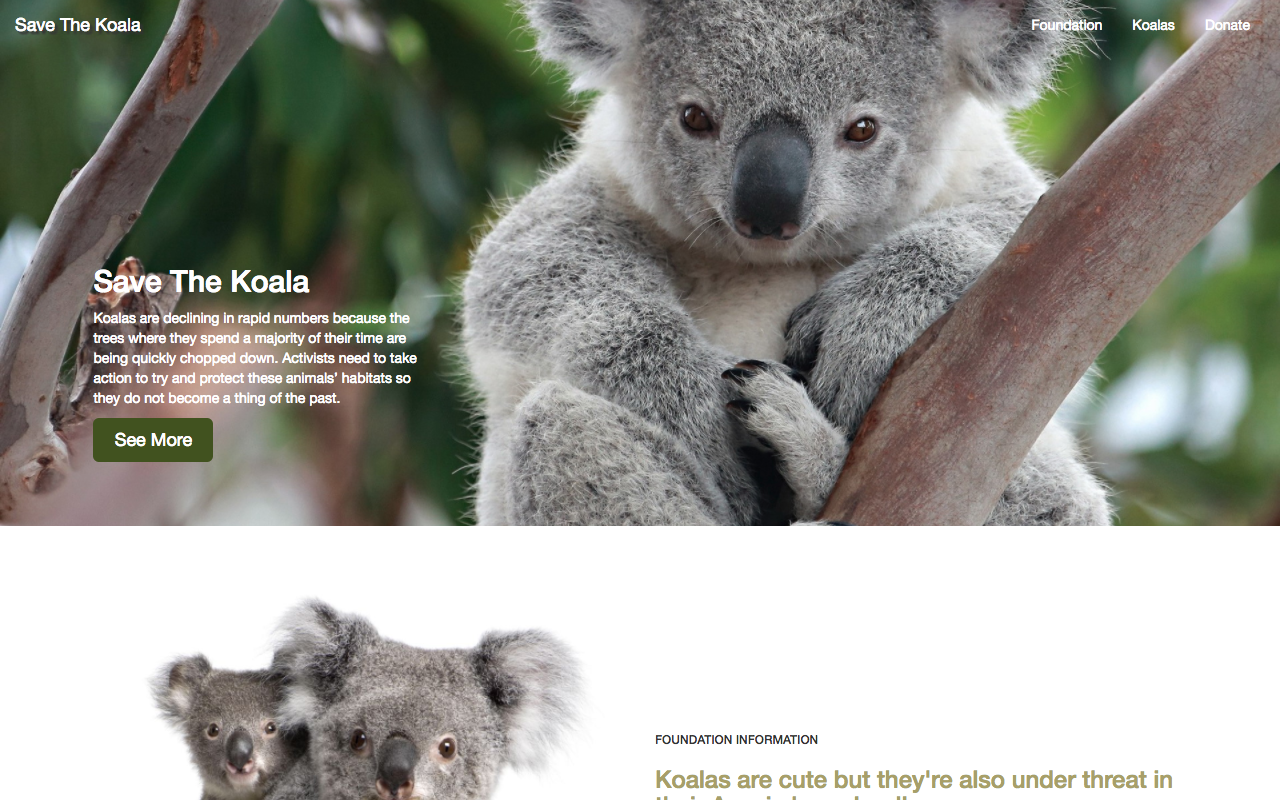 Save The Koala
Foundation
Koalas
Donate
Save The Koala
Koalas are declining in rapid numbers because the
trees where they spend a majority of their time are
being quickly chopped down. Activists need to take
action to try and protect these animals' habitats so
they do not become a thing of the past.
See More
FOUNDATION INFORMATION
Koalas are cute but they're also under threat in